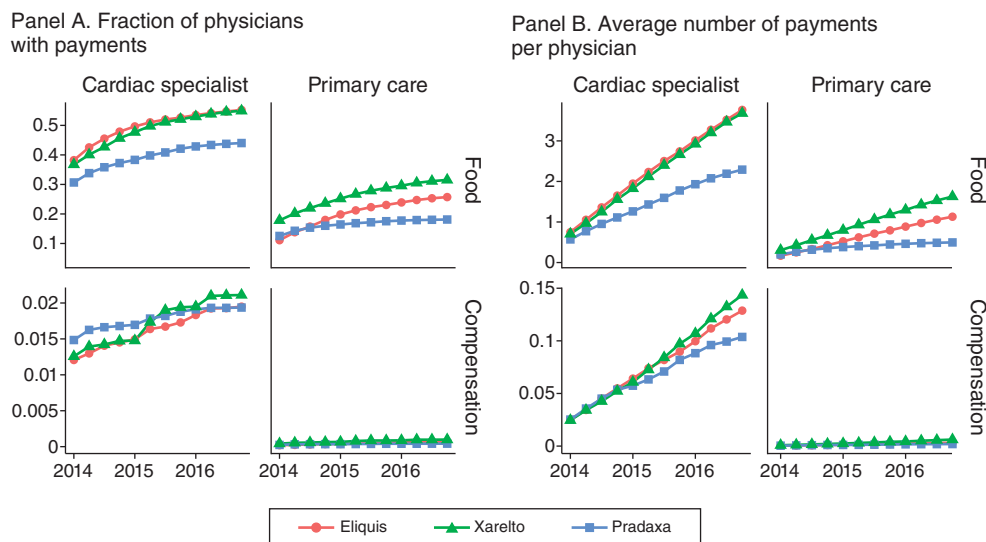 Panel A. Fraction of physicians
with payments
Cardiac specialist
Primary care
0.5
0.4
0.3
0.2
0.1
Food
0.02
0.015
0.01
0.005
0
Compensation
2014
2015
2016
2014
2015
2016
Panel B. Average number of payments
per physician
Cardiac specialist
Primary care
3
2
1
0
Food
0.15
0.1
0.05
0
Compensation
2014
2015
2016
2014
2015
2016
Eliquis
Xarelto
Pradaxa